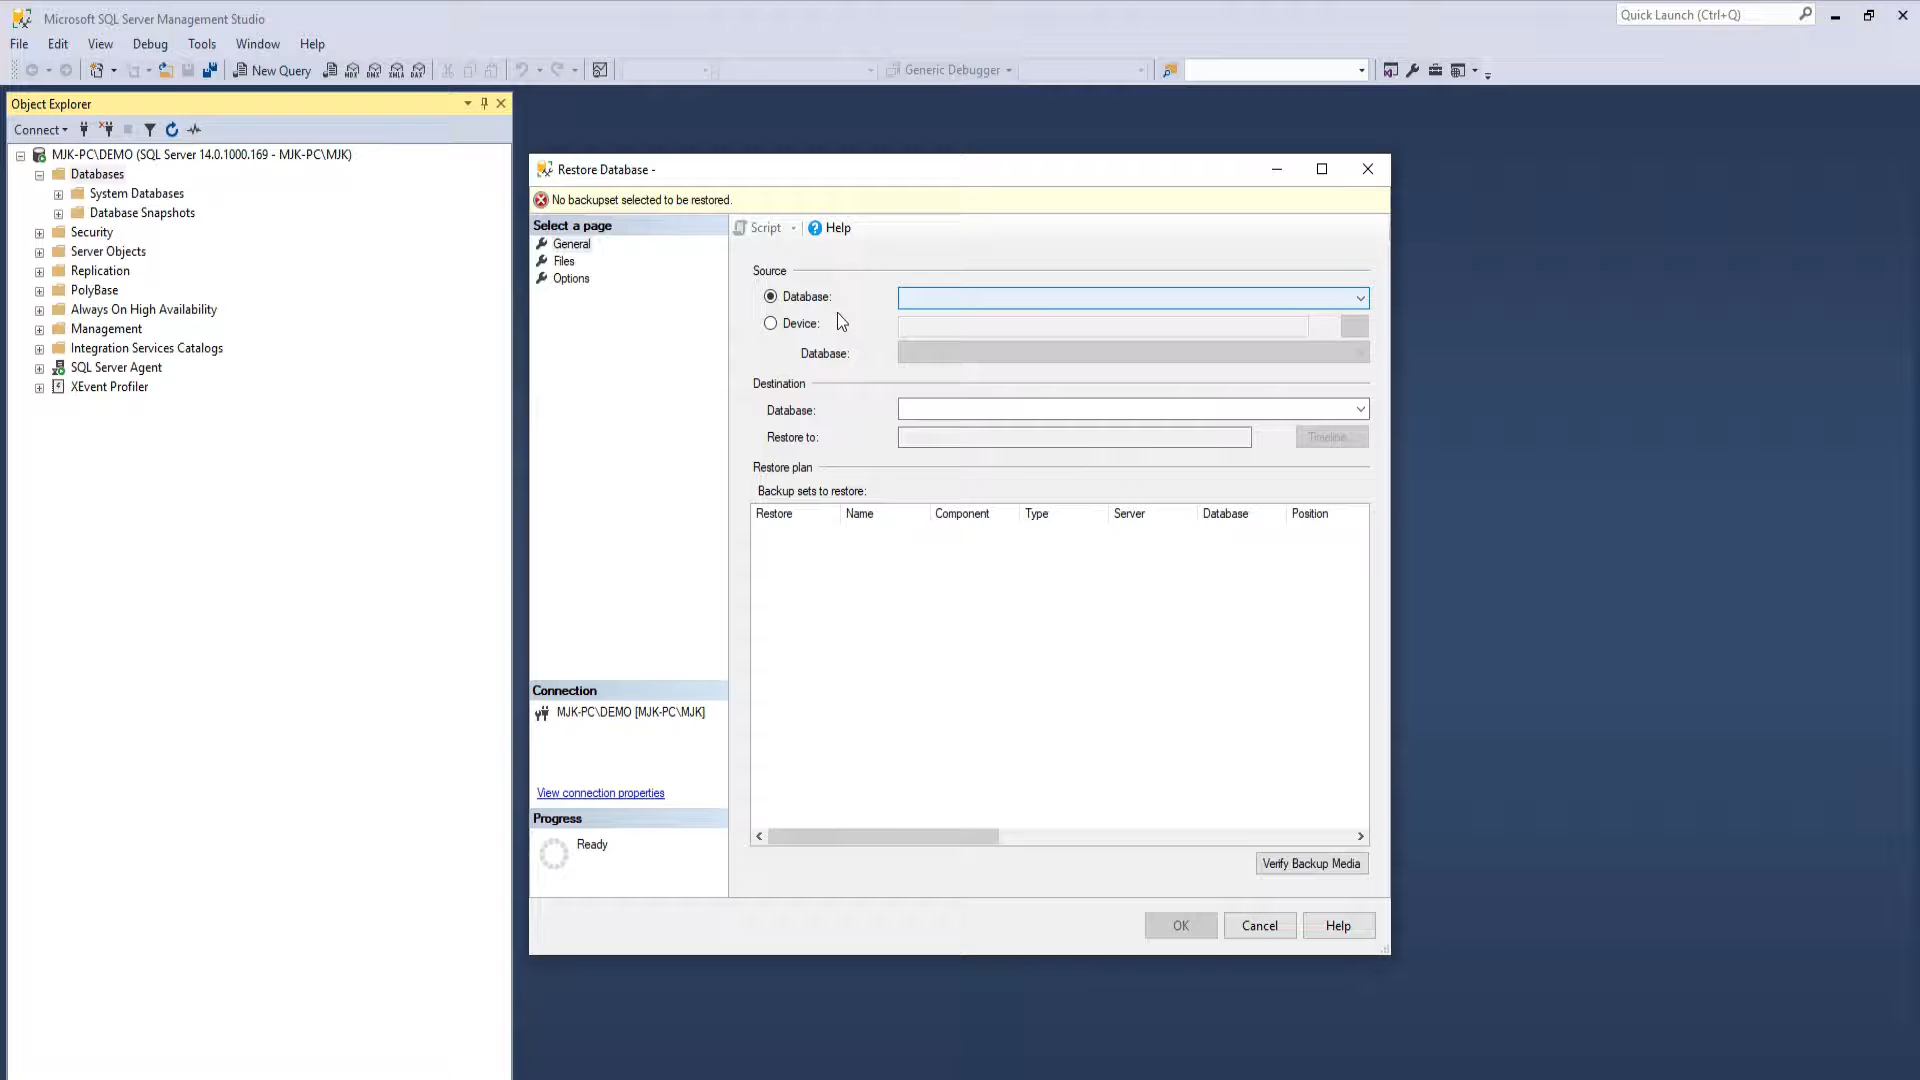 Microsoft SQL Server Management Studio
Quick Launch (Ctrl+Q)
File Edit View Debug Tools Window Help
New Query
MDX DMX XMLA DAX
Generic Debugger
Object Explorer
Connect
MJK-PC\DEMO (SQL Server 14.0.1000.169 - MJK-PC\MJK)
Databases
System Databases
Database Snapshots
Security
Server Objects
Replication
PolyBase
Always On High Availability
Management
Integration Services Catalogs
SQL Server Agent
XEvent Profiler
Restore Database -
No backupset selected to be restored.
Select a page
General
Files
Options
Connection
MJK-PC\DEMO [MJK-PC\MJK]
View connection properties
Progress
Ready
Script Help
Source
Database:
Device:
Database:
Destination
Database:
Restore to:
Timeline...
Restore plan
Backup sets to restore:
Restore Name Component Type Server Database Position
Verify Backup Media
OK Cancel Help